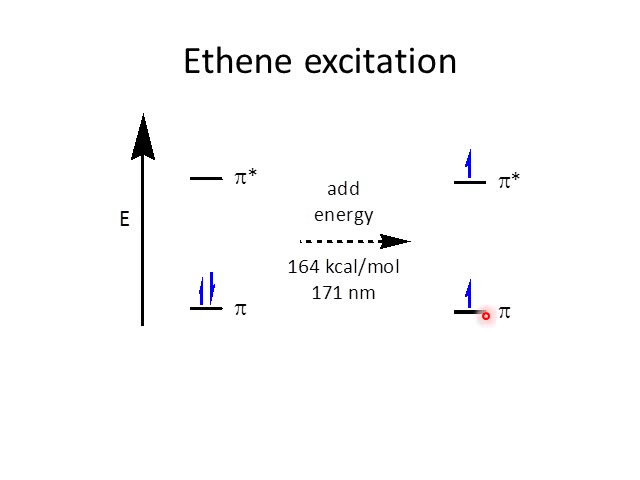 Ethene excitation
π*
π*
add
energy
E
164 kcal/mol
171 nm
π
π